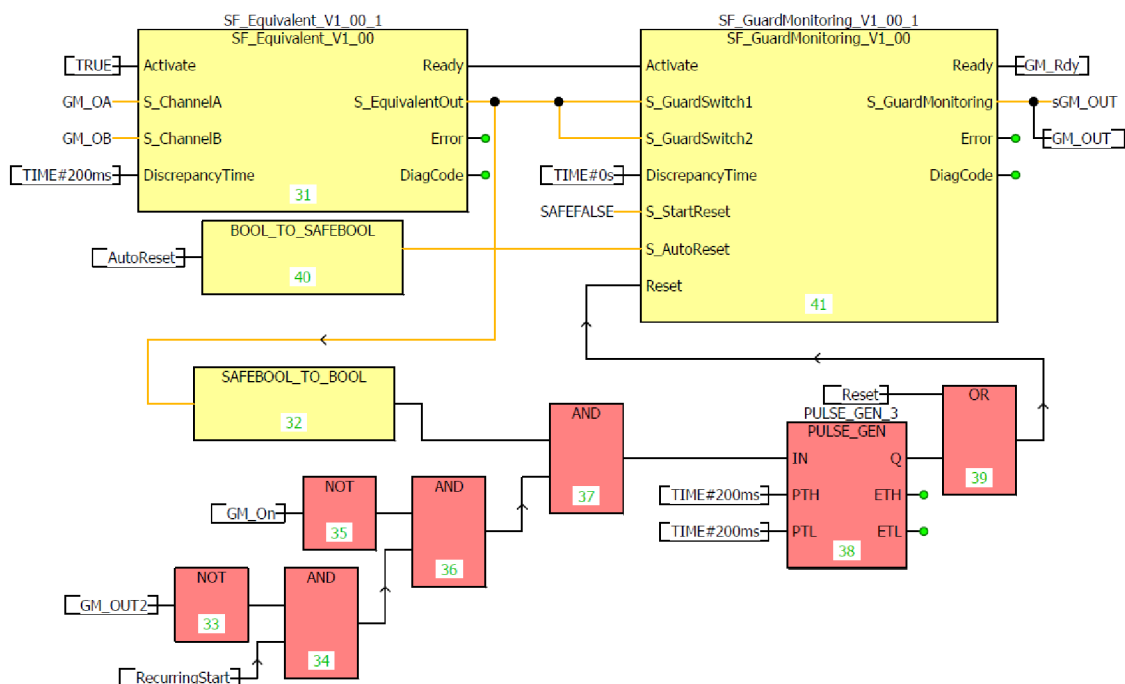 SF_Equivalent_V1_00_1
SF_Equivalent_V1_00
TRUE
Activate
Ready
GM_OA
S_ChannelA
S_EquivalentOut
GM_OB
S_ChannelB
Error
TIME#200ms
DiscrepancyTime
DiagCode
31
SF_GuardMonitoring_V1_00_1
SF_GuardMonitoring_V1_00
Activate
Ready
GM_Rdy
S_GuardSwitch1
S_GuardMonitoring
sGM_OUT
S_GuardSwitch2
Error
GM_OUT
TIME#0s
DiscrepancyTime
DiagCode
SAFEFALSE
S_StartReset
S_AutoReset
Reset
41
BOOL_TO_SAFEBOOL
AutoReset
40
SAFEBOOL_TO_BOOL
32
AND
37
Reset
OR
39
PULSE_GEN_3
PULSE_GEN
IN
Q
TIME#200ms
PTH
ETH
TIME#200ms
PTL
ETL
38
GM_On
NOT
35
AND
36
GM_OUT2
NOT
33
AND
34
RecurringStart